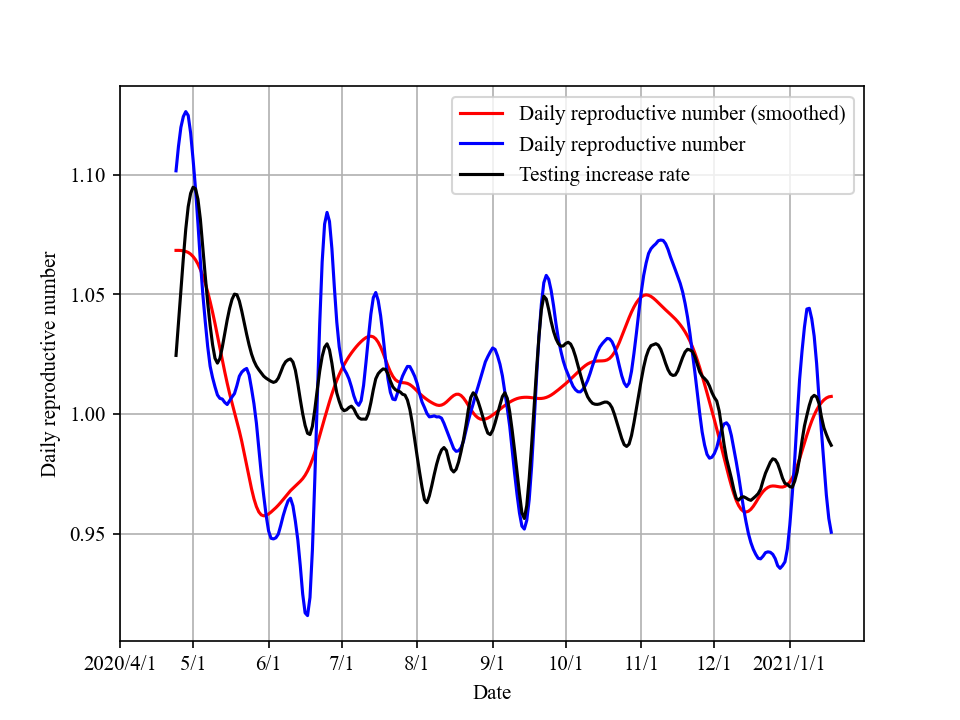 Daily reproductive number (smoothed)
Daily reproductive number
Testing increase rate
1.10
1.05
1.00
0.95
Daily reproductive number
2020/4/1 5/1 6/1 7/1 8/1 9/1 10/1 11/1 12/1 2021/1/1
Date